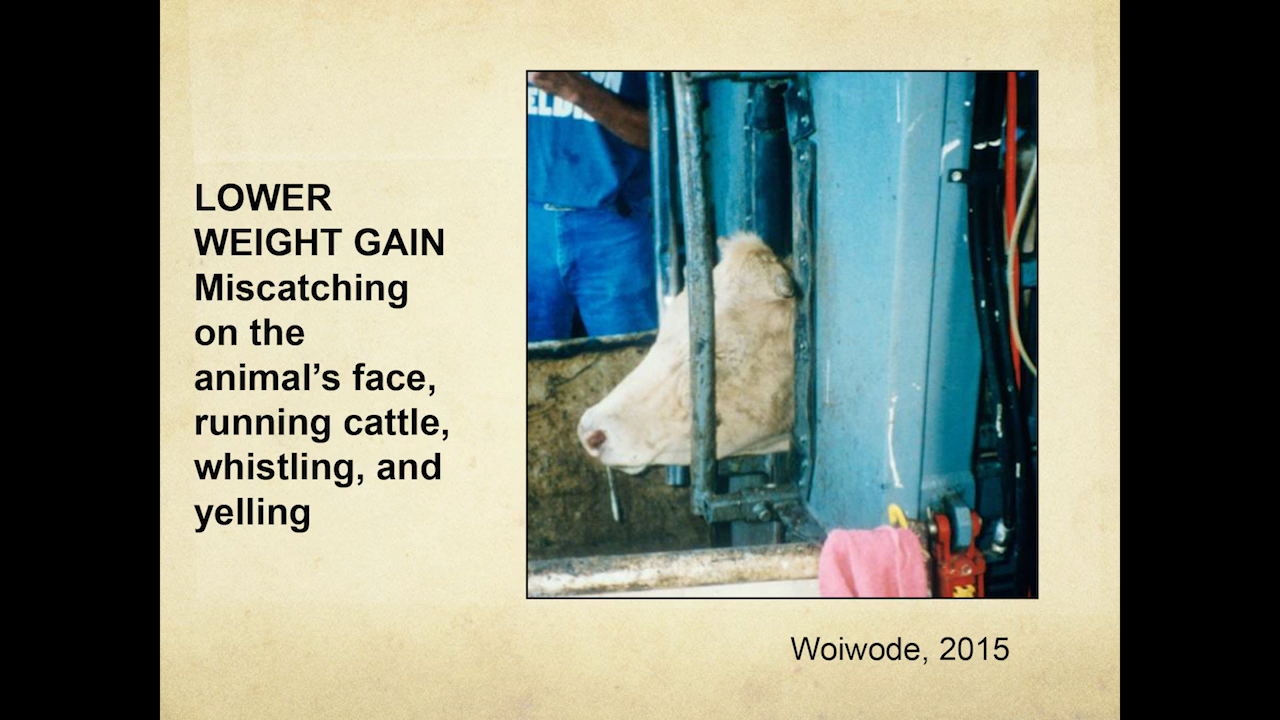 LOWER
WEIGHT GAIN
Miscatching
on the
animal’s face,
running cattle,
whistling, and
yelling
Woiwode, 2015